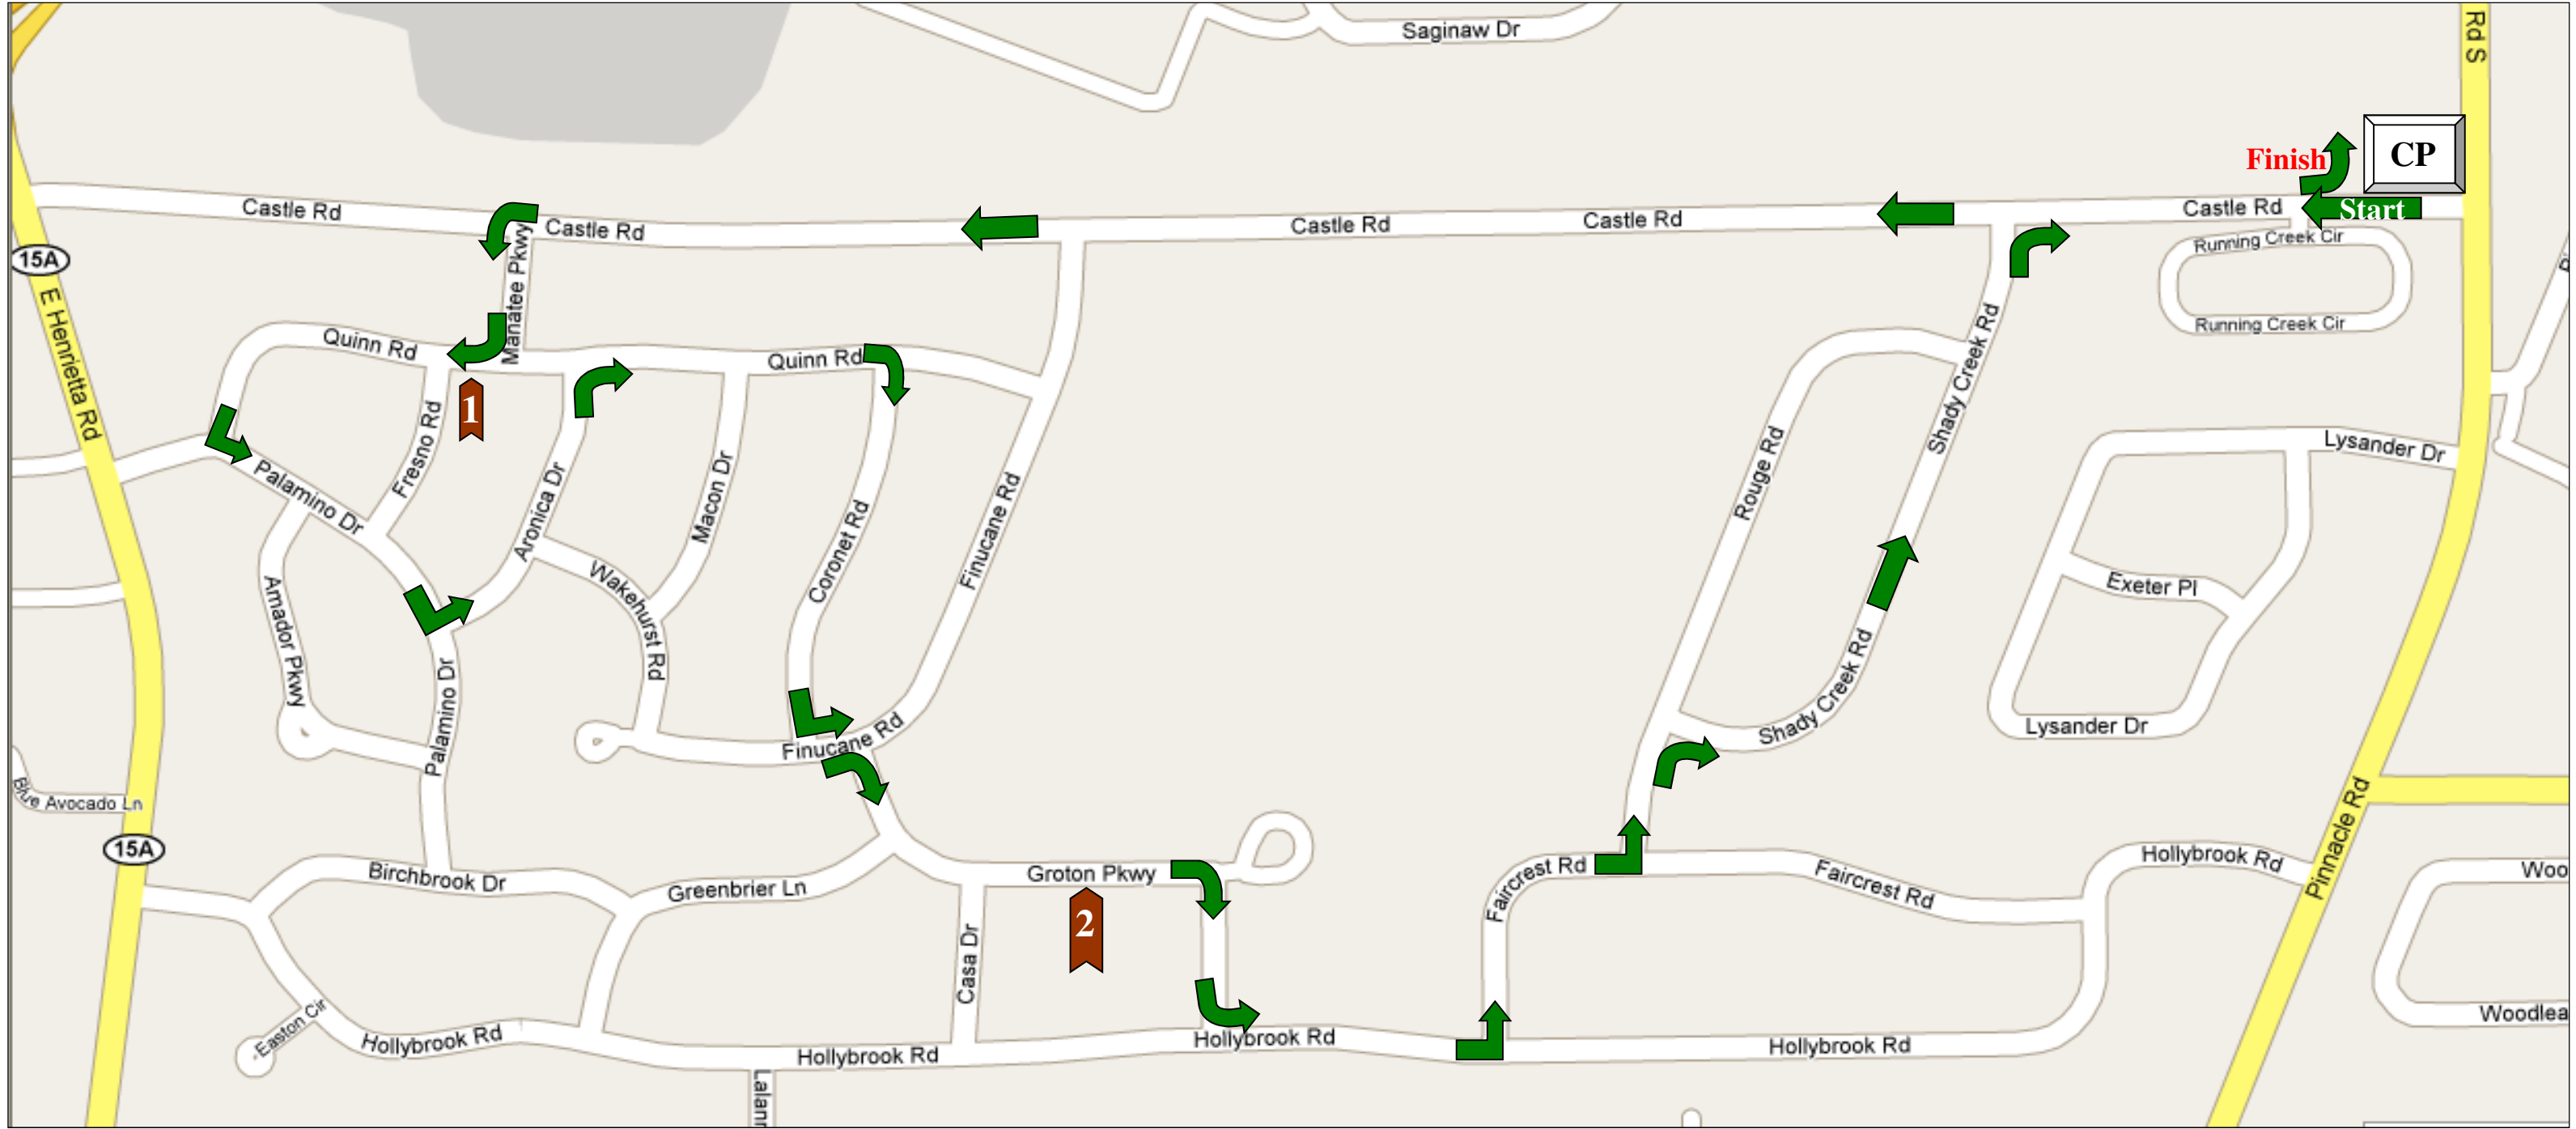 Saginaw Dr
Rd S
Finish
CP
Castle Rd
Castle Rd
Castle Rd
Castle Rd
Castle Rd
Start
Running Creek Cir
Running Creek Cir
15A
E Henrietta Rd
Manatee Pkwy
Quinn Rd
Quinn Rd
1
Fresno Rd
Palamino Dr
Aronica Dr
Macon Dr
Coronet Rd
Finucane Rd
Rouge Rd
Shady Creek Rd
Lysander Dr
Exeter Pl
Amador Pkwy
Wakehurst Rd
Palamino Dr
Finucane Rd
Shady Creek Rd
Lysander Dr
Blue Avocado Ln
15A
Pinnacle Rd
Birchbrook Dr
Greenbrier Ln
Groton Pkwy
2
Casa Dr
Faircrest Rd
Faircrest Rd
Hollybrook Rd
Woo
Easton Cir
Hollybrook Rd
Hollybrook Rd
Hollybrook Rd
Hollybrook Rd
Woodlea
Lalann